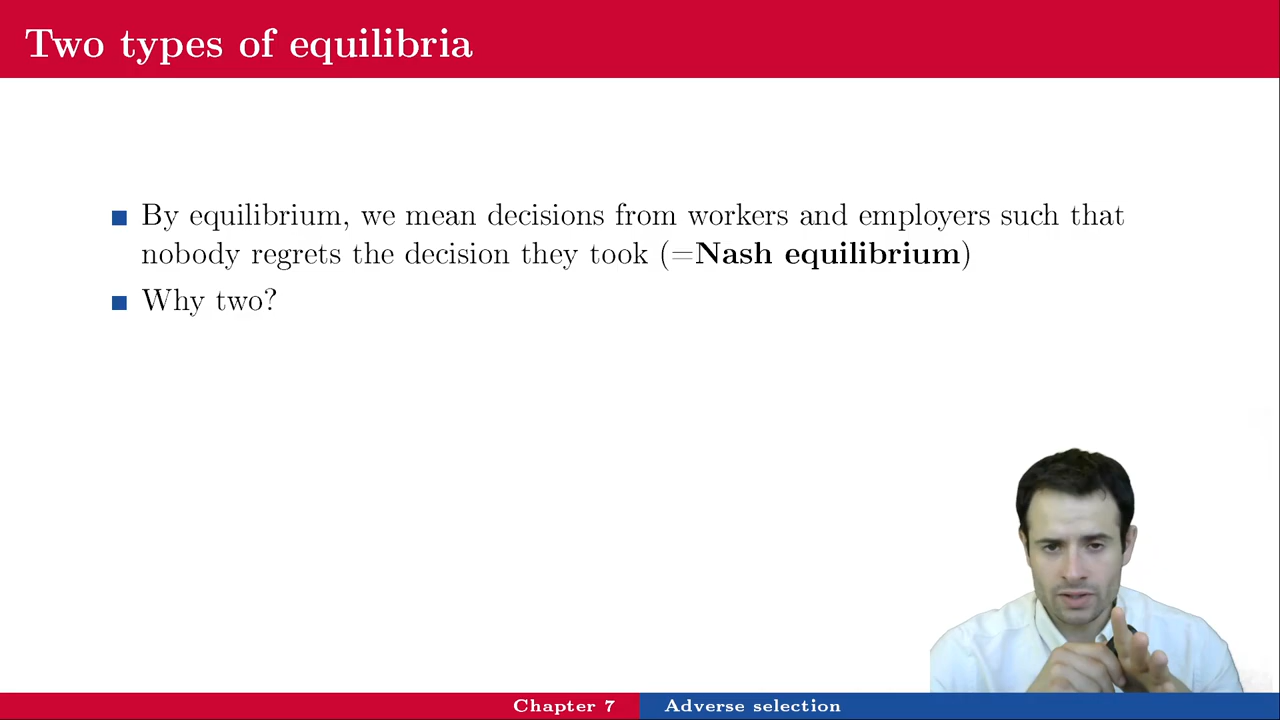 Two types of equilibria
By equilibrium, we mean decisions from workers and employers such that
nobody regrets the decision they took (=Nash equilibrium)
Why two?
Chapter 7
Adverse selection